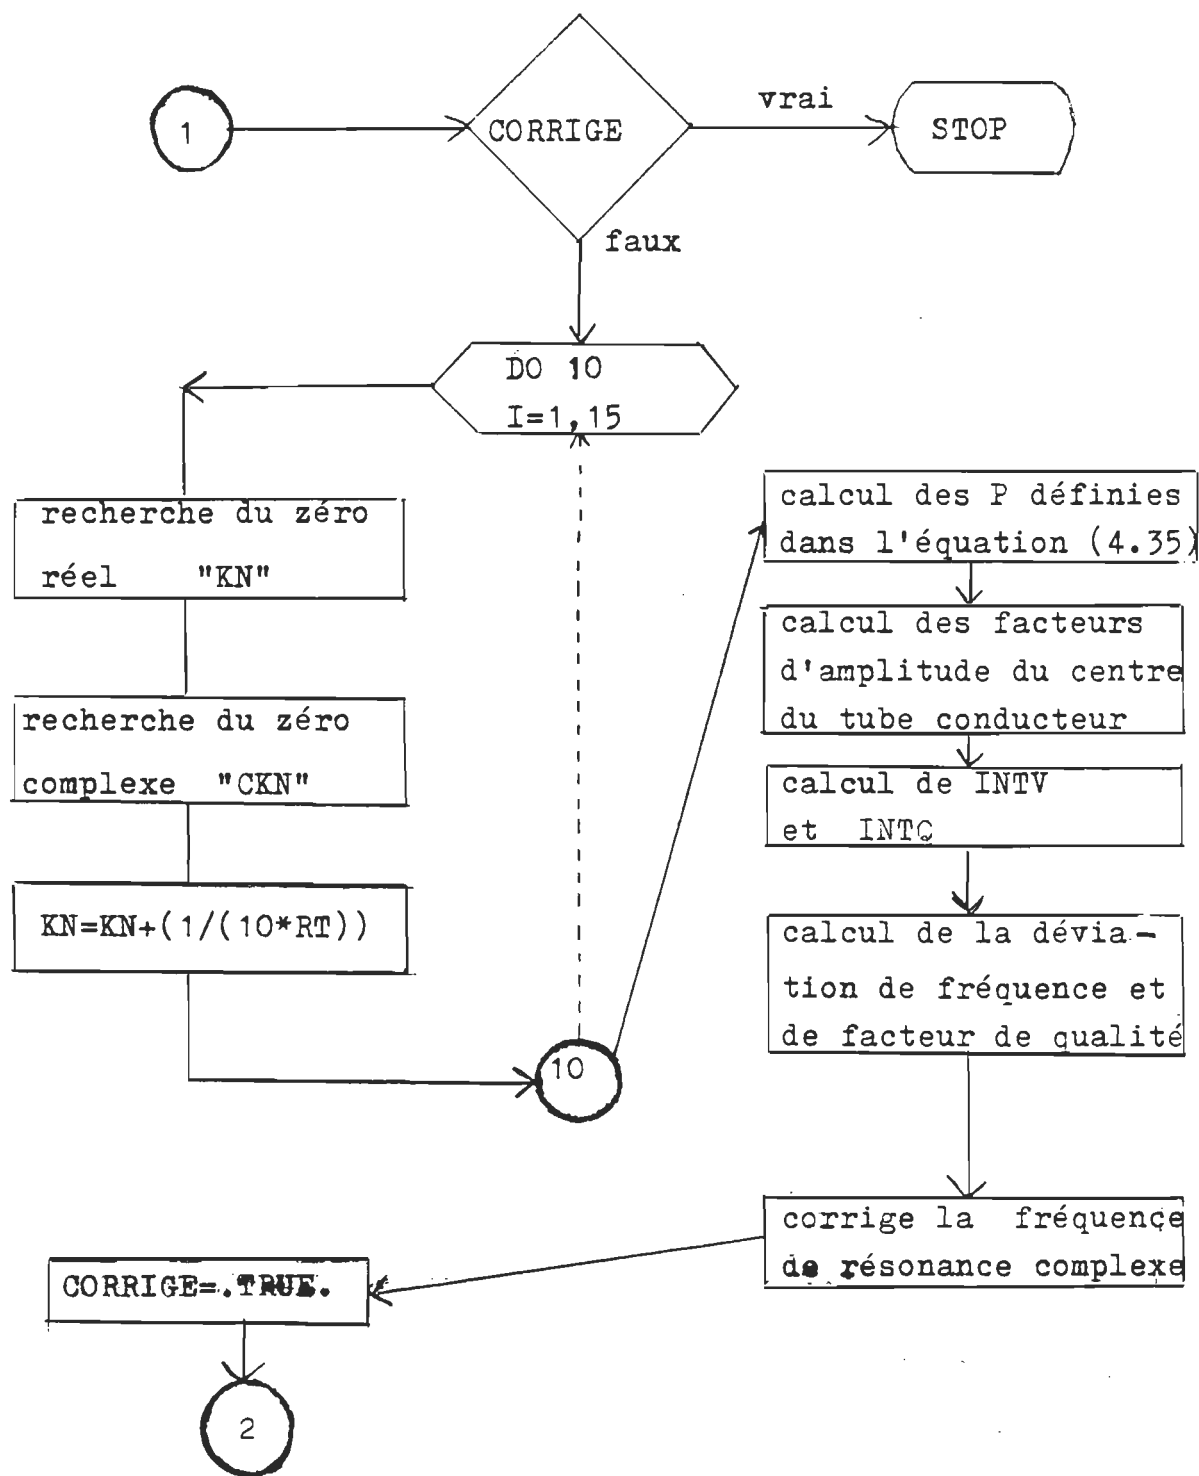 1
CORRIGE
vrai
STOP
faux
DO 10
I=1,15
recherche du zéro
réel "KN"
recherche du zéro
complexe "CKN"
KN=KN+(1/(10*RT))
10
calcul des P définies
dans l'équation (4.35)
calcul des facteurs
d'amplitude du centre
du tube conducteur
calcul de INTV
et INTQ
calcul de la dévia-
tion de fréquence et
de facteur de qualité
corrige la fréquence
de résonance complexe
CORRIGE=.TRUE.
2